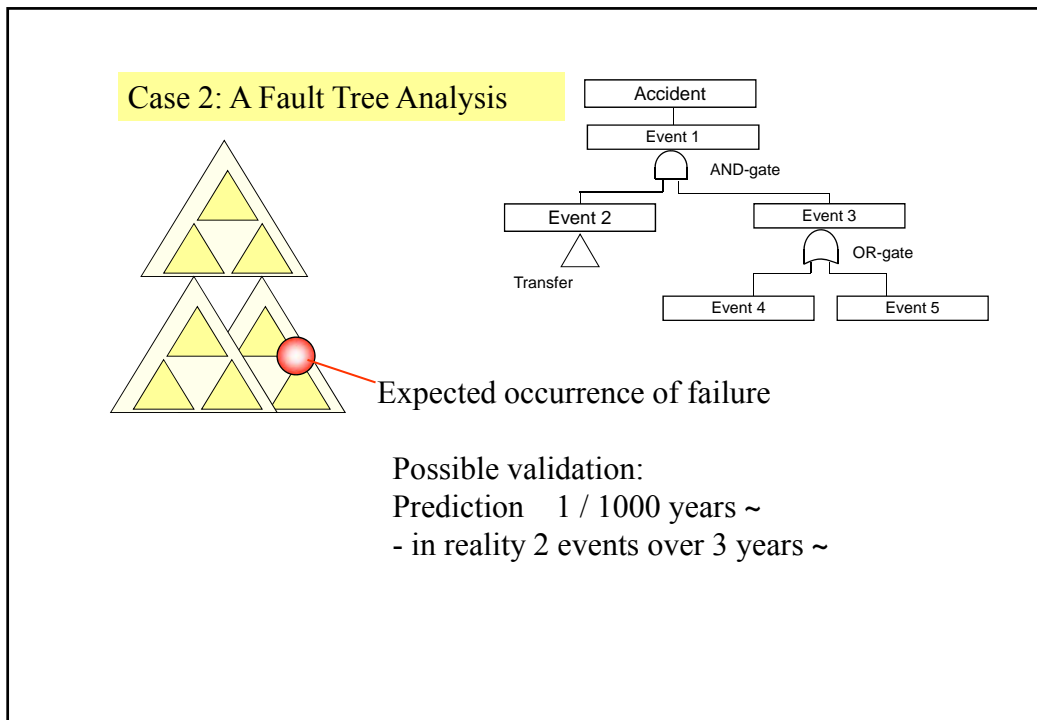 Case 2: A Fault Tree Analysis
Accident
Event 1
AND-gate
Event 2
Event 3
Transfer
OR-gate
Event 4
Event 5
Expected occurrence of failure
Possible validation:
Prediction 1 / 1000 years ~
- in reality 2 events over 3 years ~